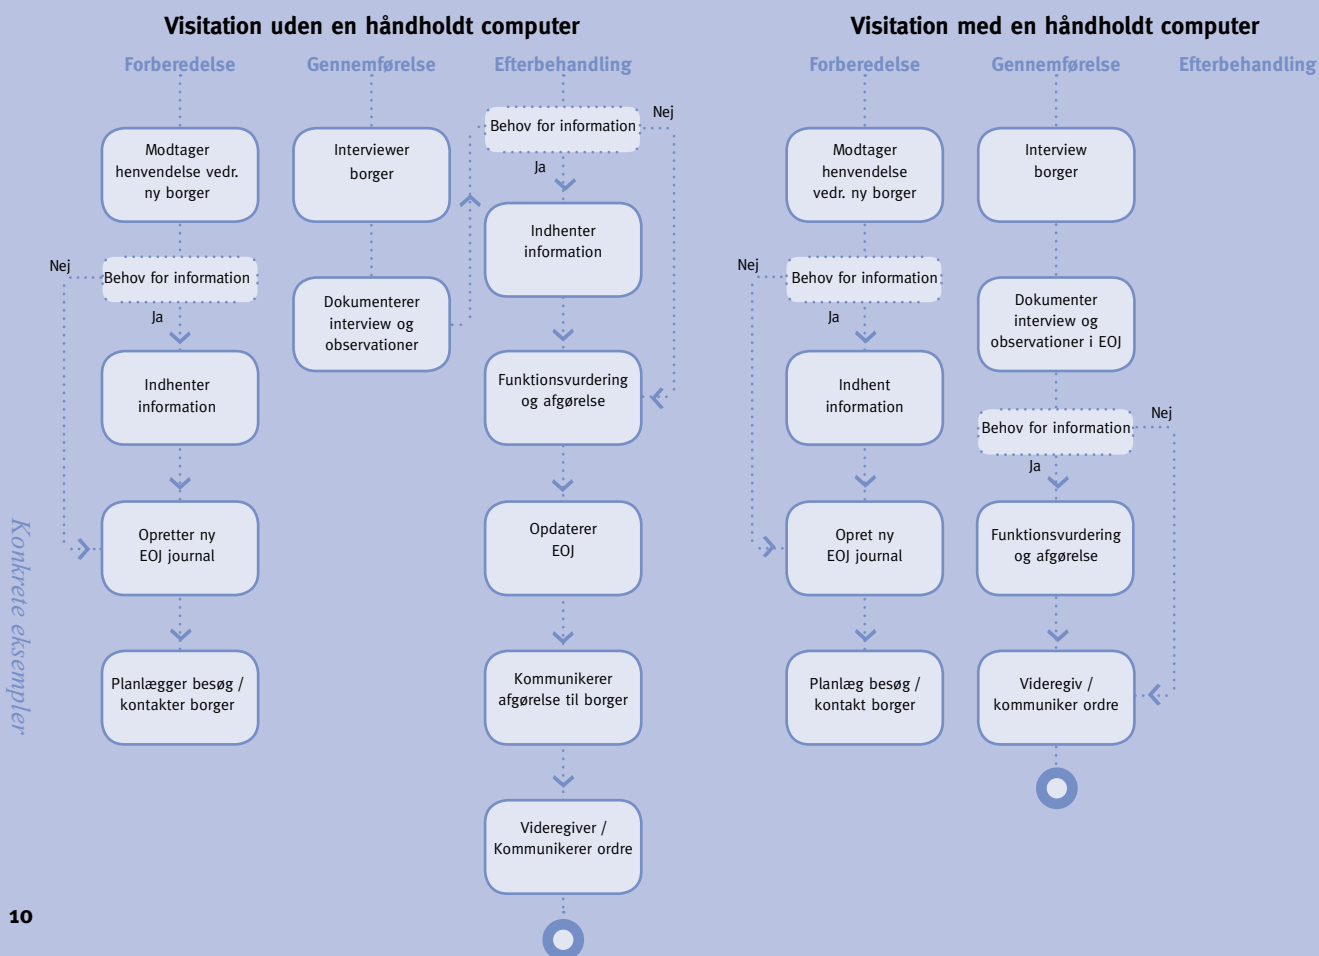 Visitation uden en håndholdt computer
Forberedelse
Modtager
henvendelse vedr.
ny borger
Behov for information
Nej
Ja
Indhenter
information
Opretter ny
EOJ journal
Planlægger besøg /
kontakter borger
Gennemførelse
Interviewer
borger
Dokumenterer
interview og
observationer
Efterbehandling
Behov for information
Nej
Ja
Indhenter
information
Funktionsvurdering
og afgørelse
Opdaterer
EOJ
Kommunikerer
afgørelse til borger
Videregiver /
Kommunikerer ordre
Visitation med en håndholdt computer
Forberedelse
Modtager
henvendelse
vedr. ny borger
Behov for information
Nej
Ja
Indhent
information
Opret ny
EOJ journal
Planlæg besøg /
kontakt borger
Gennemførelse
Interview
borger
Dokumenter
interview og
observationer i EOJ
Behov for information
Nej
Ja
Funktionsvurdering
og afgørelse
Videregiv /
kommuniker ordre
Efterbehandling
Konkrete eksempler
10